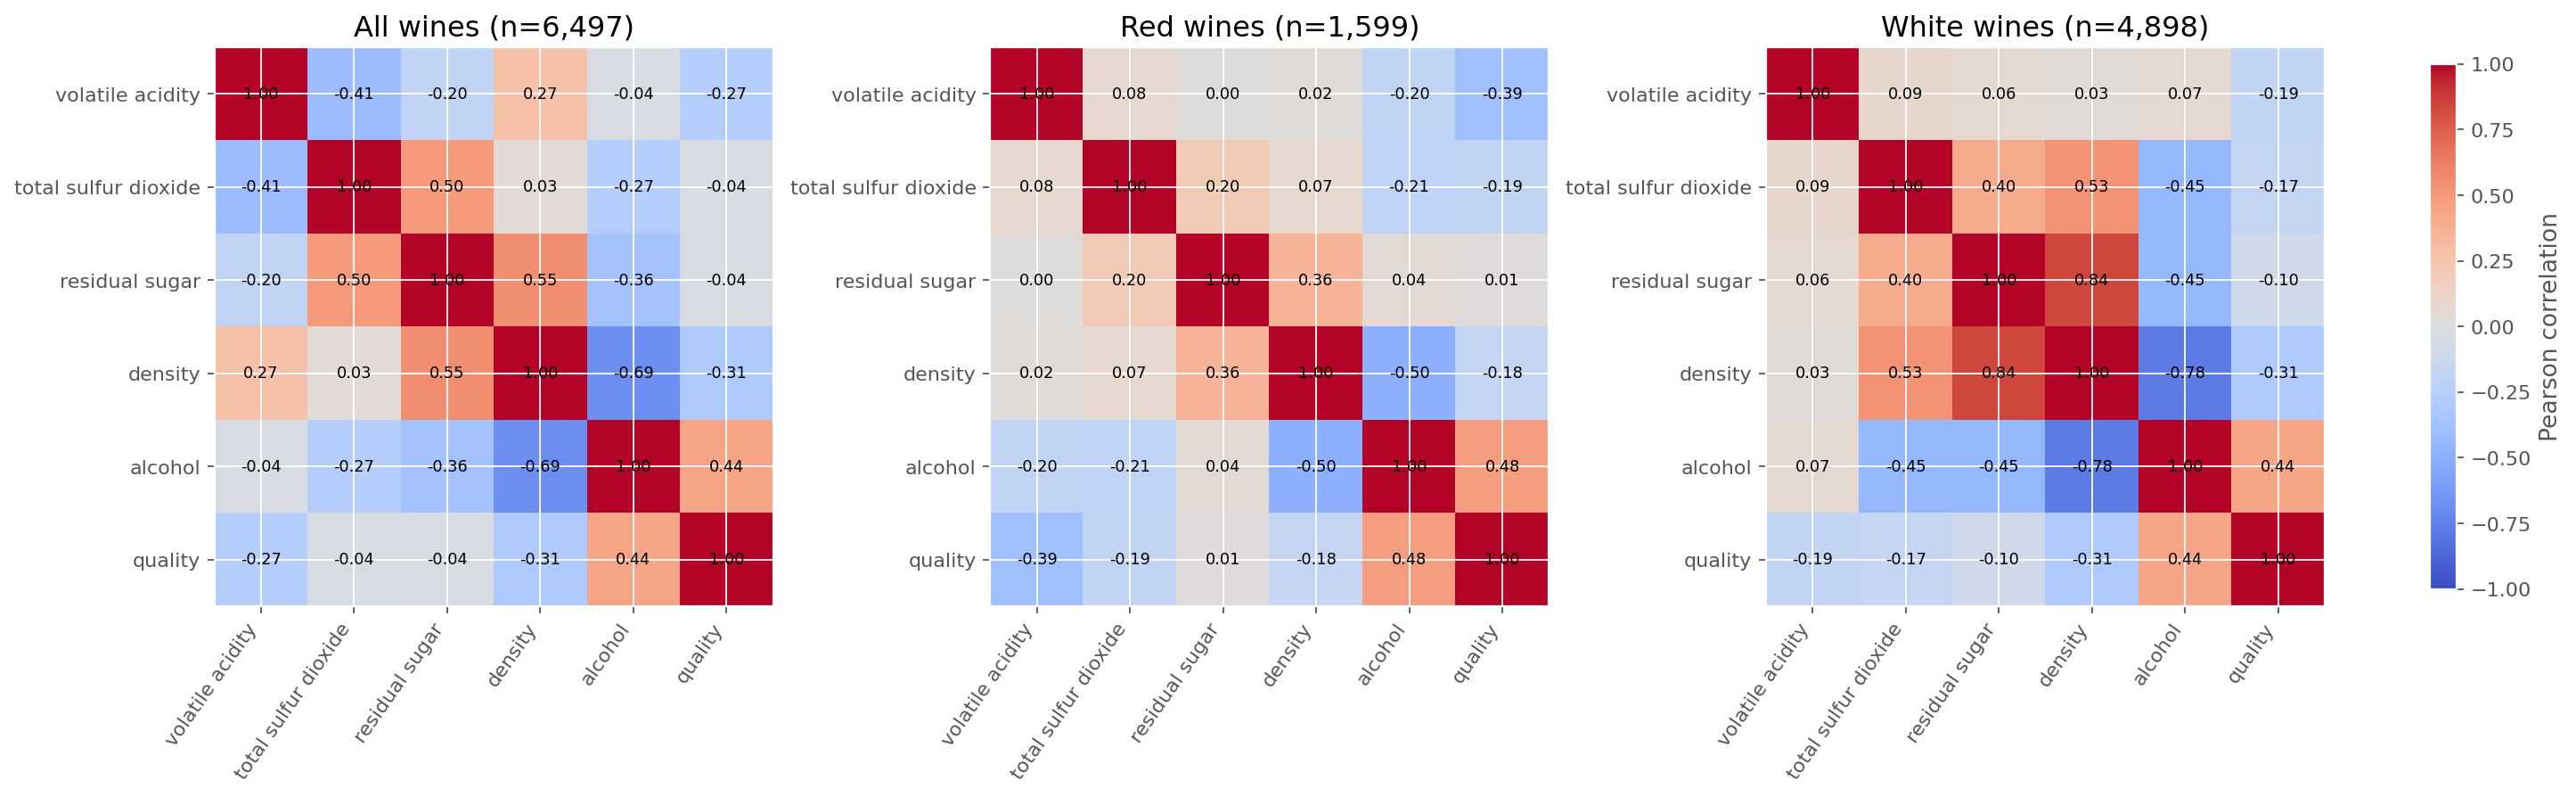 All wines (n=6,497)
volatile acidity 1.00 -0.41 -0.20 0.27 -0.04 -0.27
total sulfur dioxide -0.41 1.00 0.50 0.03 -0.27 -0.04
residual sugar -0.20 0.50 1.00 0.55 -0.36 -0.04
density 0.27 0.03 0.55 1.00 -0.69 -0.31
alcohol -0.04 -0.27 -0.36 -0.69 1.00 0.44
quality -0.27 -0.04 -0.04 -0.31 0.44 1.00
volatile acidity
total sulfur dioxide
residual sugar
density
alcohol
quality
Red wines (n=1,599)
volatile acidity 1.00 0.08 0.00 0.02 -0.20 -0.39
total sulfur dioxide 0.08 1.00 0.20 0.07 -0.21 -0.19
residual sugar 0.00 0.20 1.00 0.36 0.04 0.01
density 0.02 0.07 0.36 1.00 -0.50 -0.18
alcohol -0.20 -0.21 0.04 -0.50 1.00 0.48
quality -0.39 -0.19 0.01 -0.18 0.48 1.00
volatile acidity
total sulfur dioxide
residual sugar
density
alcohol
quality
White wines (n=4,898)
volatile acidity 1.00 0.09 0.06 0.03 0.07 -0.19
total sulfur dioxide 0.09 1.00 0.40 0.53 -0.45 -0.17
residual sugar 0.06 0.40 1.00 0.84 -0.45 -0.10
density 0.03 0.53 0.84 1.00 -0.78 -0.31
alcohol 0.07 -0.45 -0.45 -0.78 1.00 0.44
quality -0.19 -0.17 -0.10 -0.31 0.44 1.00
volatile acidity
total sulfur dioxide
residual sugar
density
alcohol
quality
1.00
0.75
0.50
0.25
0.00
−0.25
−0.50
−0.75
−1.00
Pearson correlation